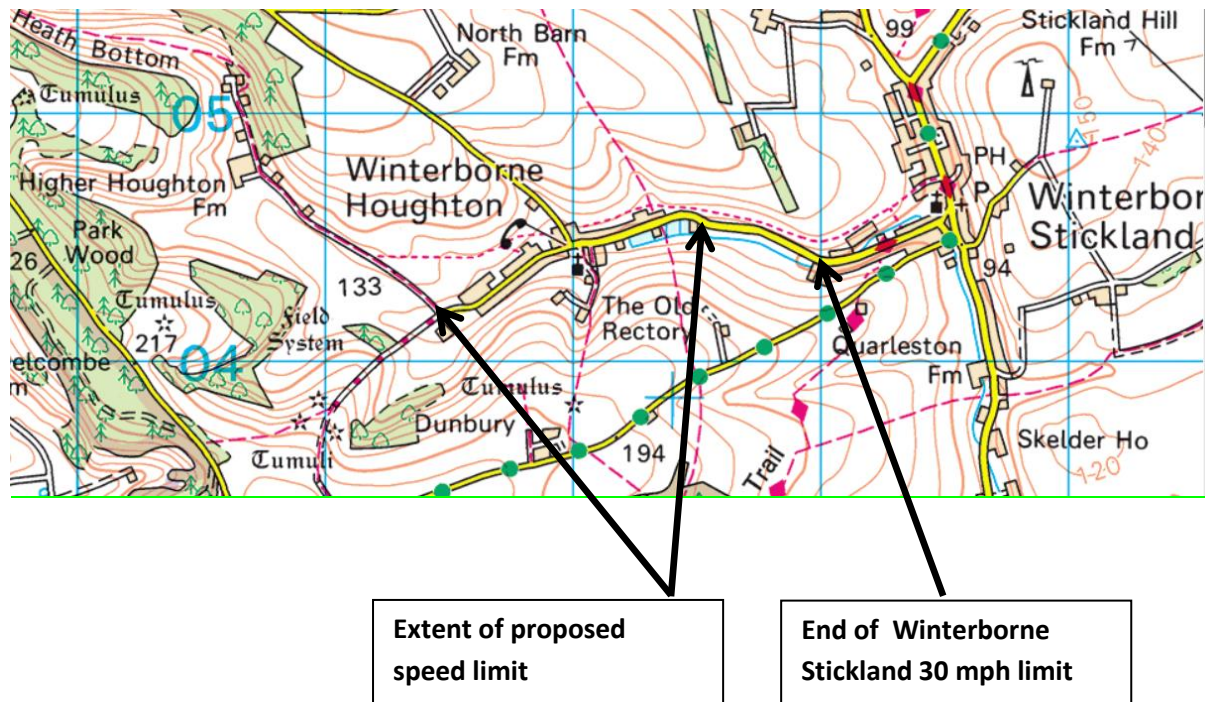 Heath Bottom
North Barn
Fm
99
Stickland Hill
Fm
Tumulus
05
150
140
Higher Houghton
Fm
Winterborne
Houghton
PH
P
Winterbor
Stickland
Park
Wood
26
133
94
Tumulus
217
Field
System
The Old
Rectory
Quarleston
Fm
elcombe
m
04
Tumulus
Dunbury
194
Trail
Skelder Ho
120
Tumuli
Extent of proposed
speed limit
End of Winterborne
Stickland 30 mph limit